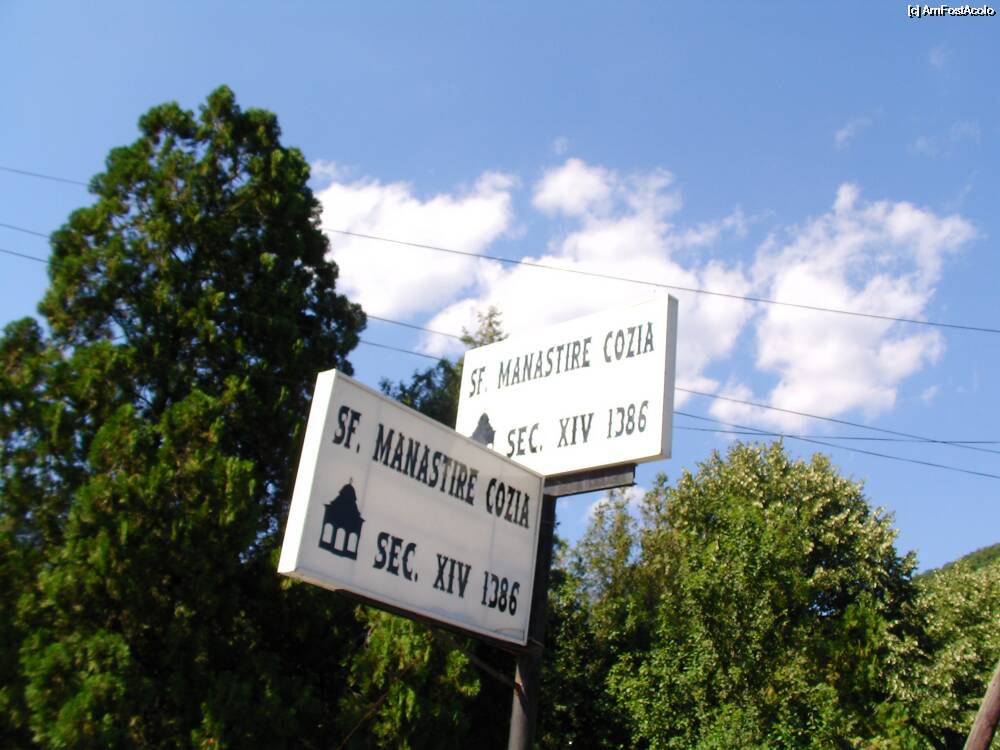 [c] AmFostAcolo
SF. MANASTIRE COZIA
SEC. XIV 1386
SF. MANASTIRE COZIA
SEC. XIV 1386